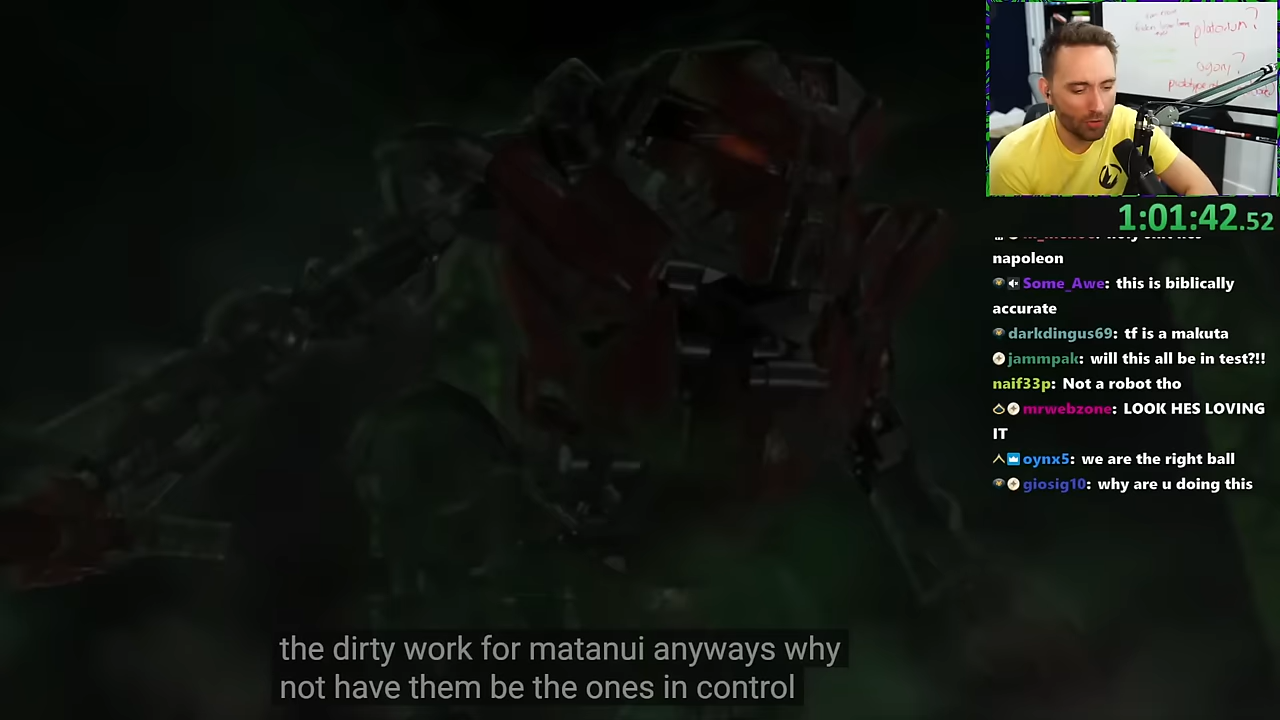 platoon?
agony?
prototype
1:01:42.52
napoleon
Some_Awe: this is biblically
accurate
darkdingus69: tf is a makuta
jammpak: will this all be in test?!!
naif33p: Not a robot tho
mrwebzone: LOOK HES LOVING
IT
oynx5: we are the right ball
giosig10: why are u doing this
the dirty work for matanui anyways why
not have them be the ones in control